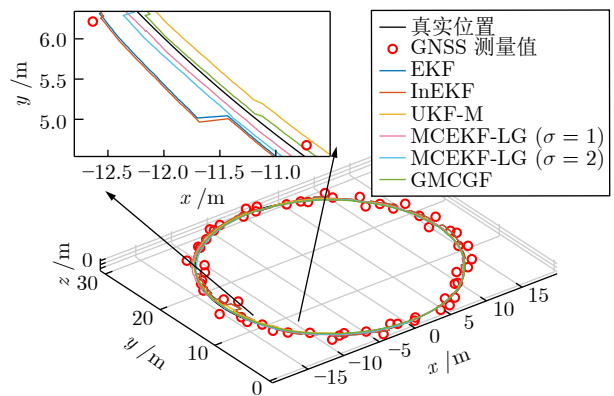 6.3
5.5
5.0
y /m
−12.5 −12.0 −11.5 −11.0
x /m
真实位置
GNSS 测量值
EKF
InEKF
UKF-M
MCEKF-LG (σ = 1)
MCEKF-LG (σ = 2)
GMCGF
z /m
0
30
20
10
0
y /m
−15
−10
−5
0
5
10
15
x /m